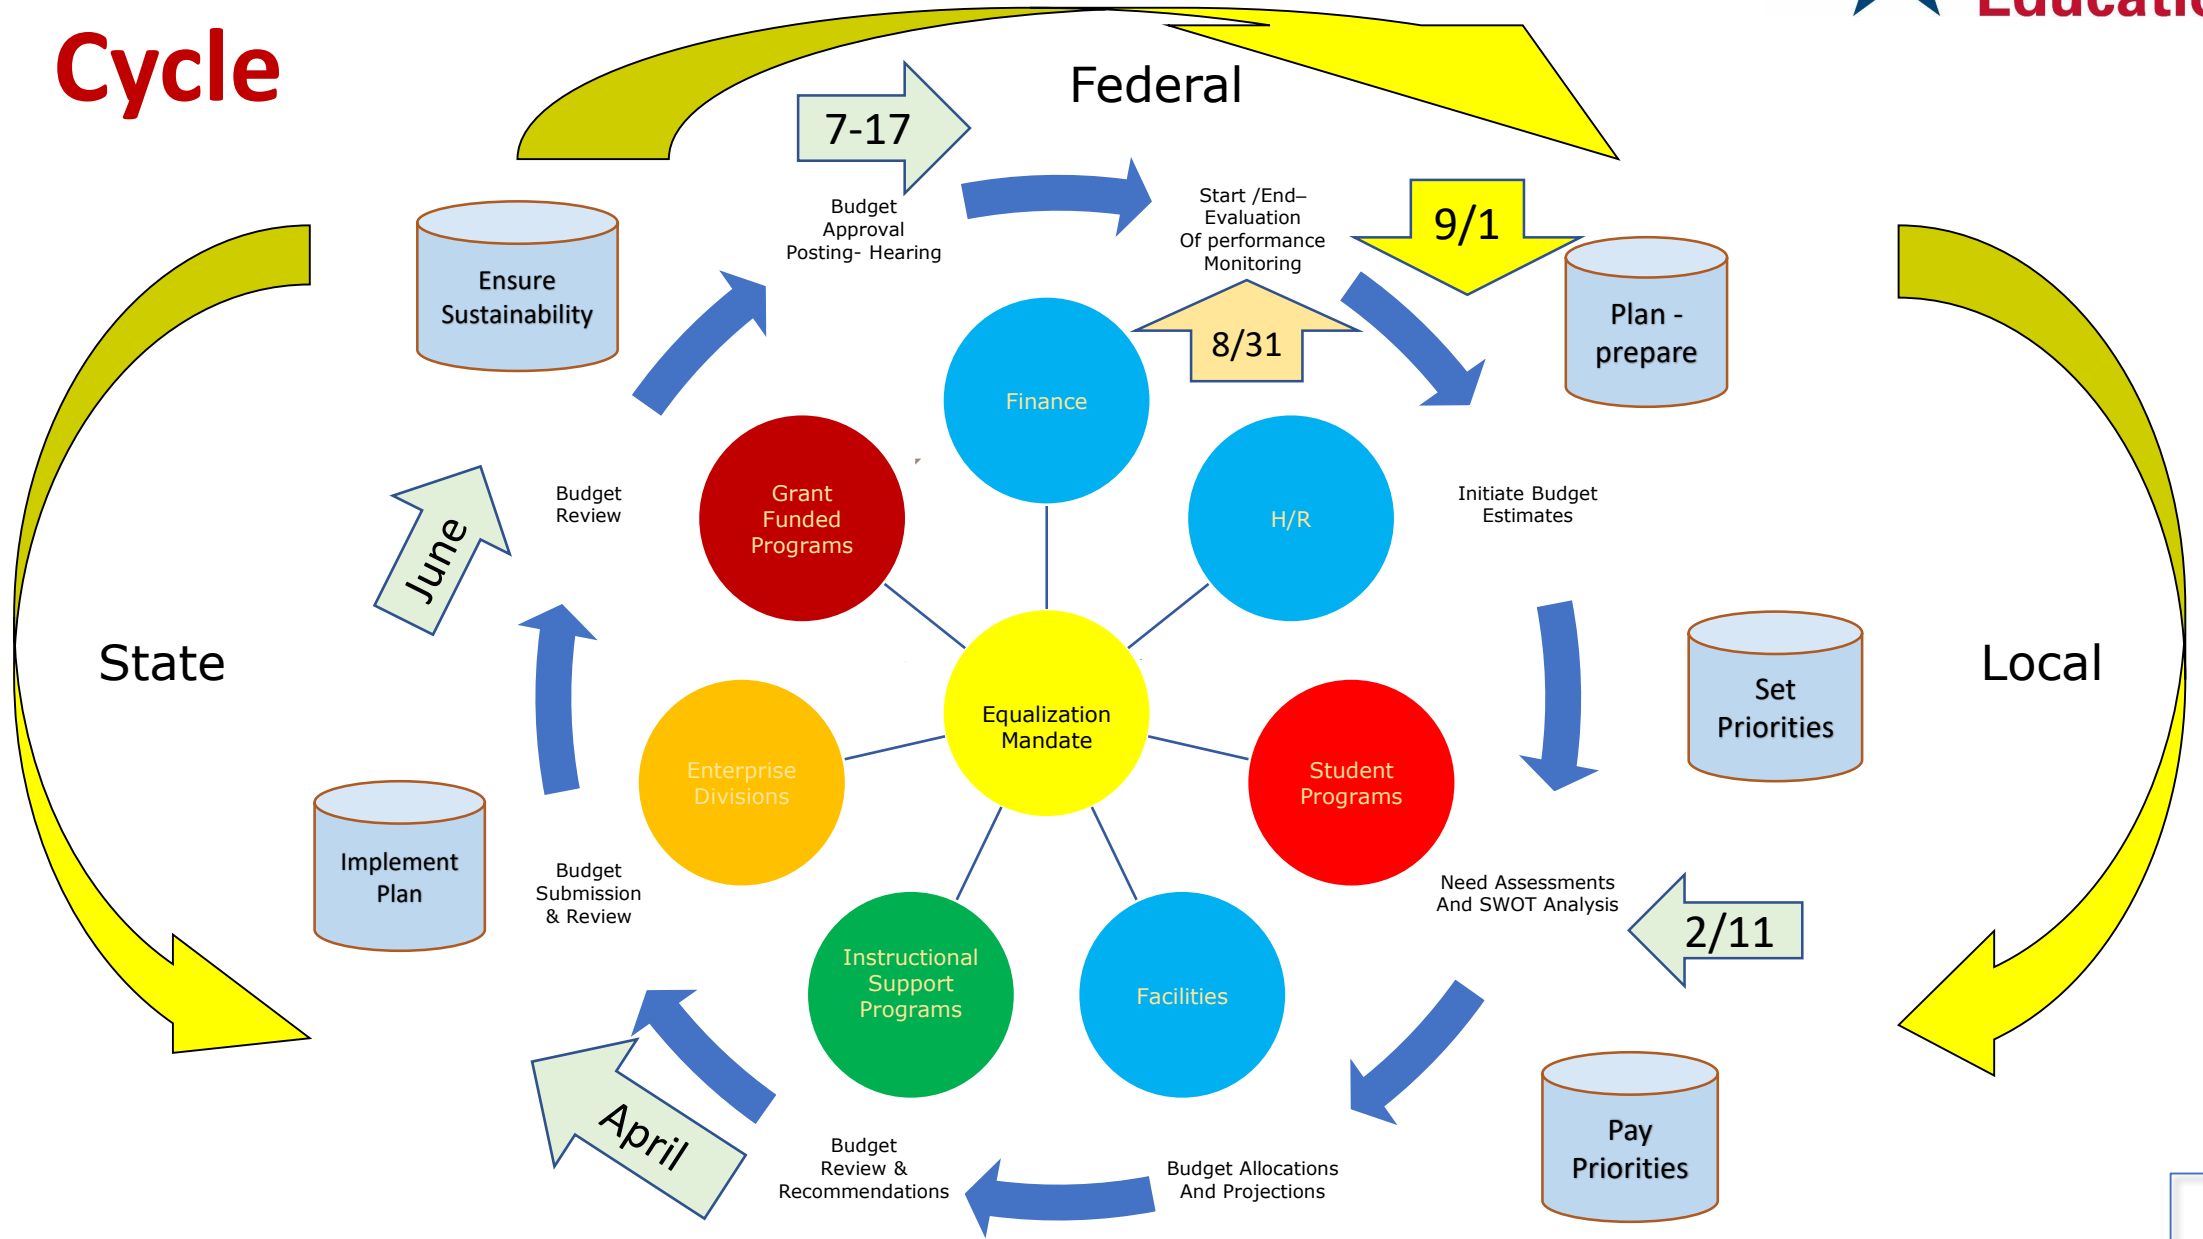 Cycle
Federal
7-17
Budget
Approval
Posting- Hearing
Start /End–
Evaluation
Of performance
Monitoring
9/1
8/31
Ensure
Sustainability
Plan -
prepare
Finance
Grant
Funded
Programs
H/R
Budget
Review
Initiate Budget
Estimates
June
State
Local
Equalization
Mandate
Set
Priorities
Enterprise
Divisions
Student
Programs
Implement
Plan
Budget
Submission
& Review
Need Assessments
And SWOT Analysis
2/11
Instructional
Support
Programs
Facilities
April
Budget
Review &
Recommendations
Budget Allocations
And Projections
Pay
Priorities